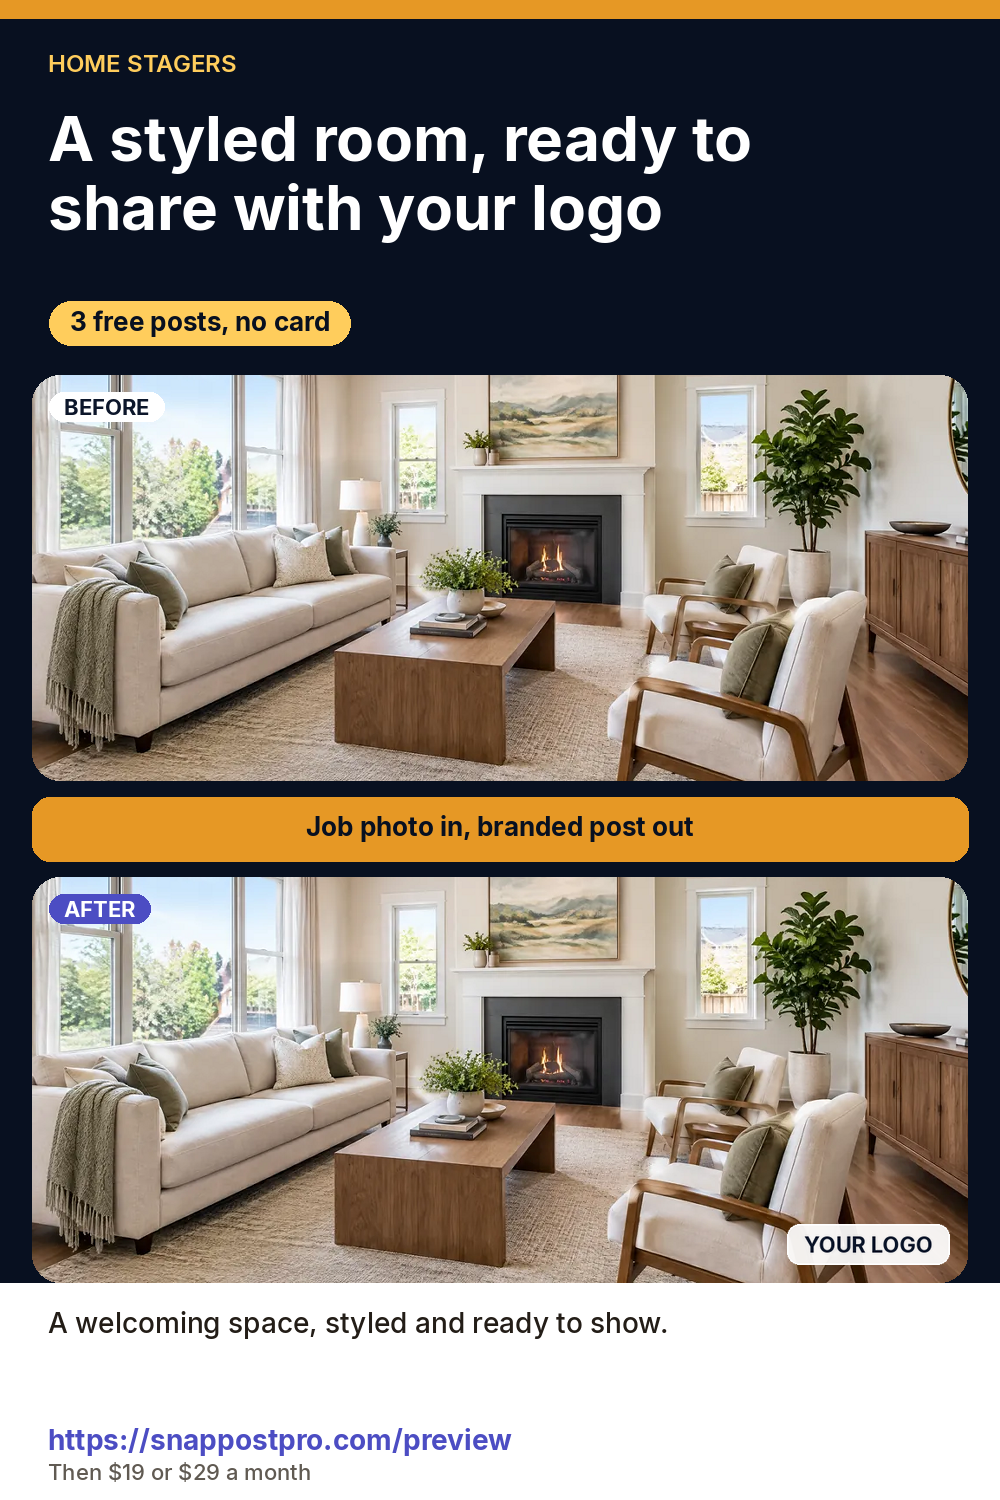 HOME STAGERS
A styled room, ready to
share with your logo
3 free posts, no card
BEFORE
Job photo in, branded post out
AFTER
YOUR LOGO
A welcoming space, styled and ready to show.
https://snappostpro.com/preview
Then $19 or $29 a month